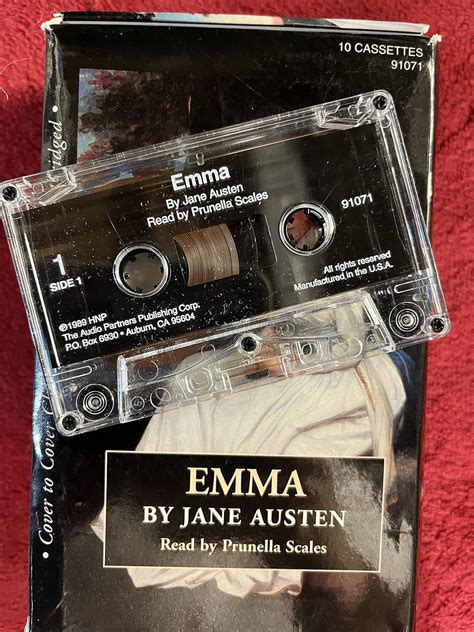 10 CASSETTES
91071
Emma
By Jane Austen
Read by Prunella Scales
91071
1
SIDE 1
All rights reserved
Manufactured in the U.S.A.
©1989 HNP
The Audio Partners Publishing Corp.
P.O. Box 6930 • Auburn, CA 95604
• Cover to Cover
EMMA
BY JANE AUSTEN
Read by Prunella Scales